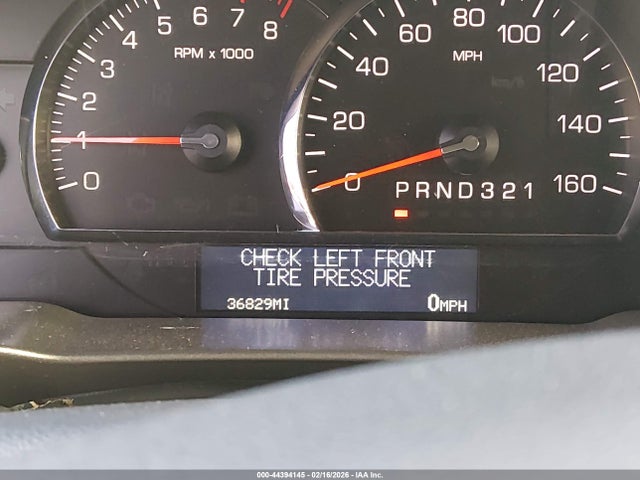 0 1 2 3 4 5 6 7 8
RPM x 1000
0 20 40 60 80 100 120 140 160
MPH
km/h
PRND321
CHECK LEFT FRONT
TIRE PRESSURE
36829MI 0MPH
000-44394145 - 02/16/2026 - IAA Inc.